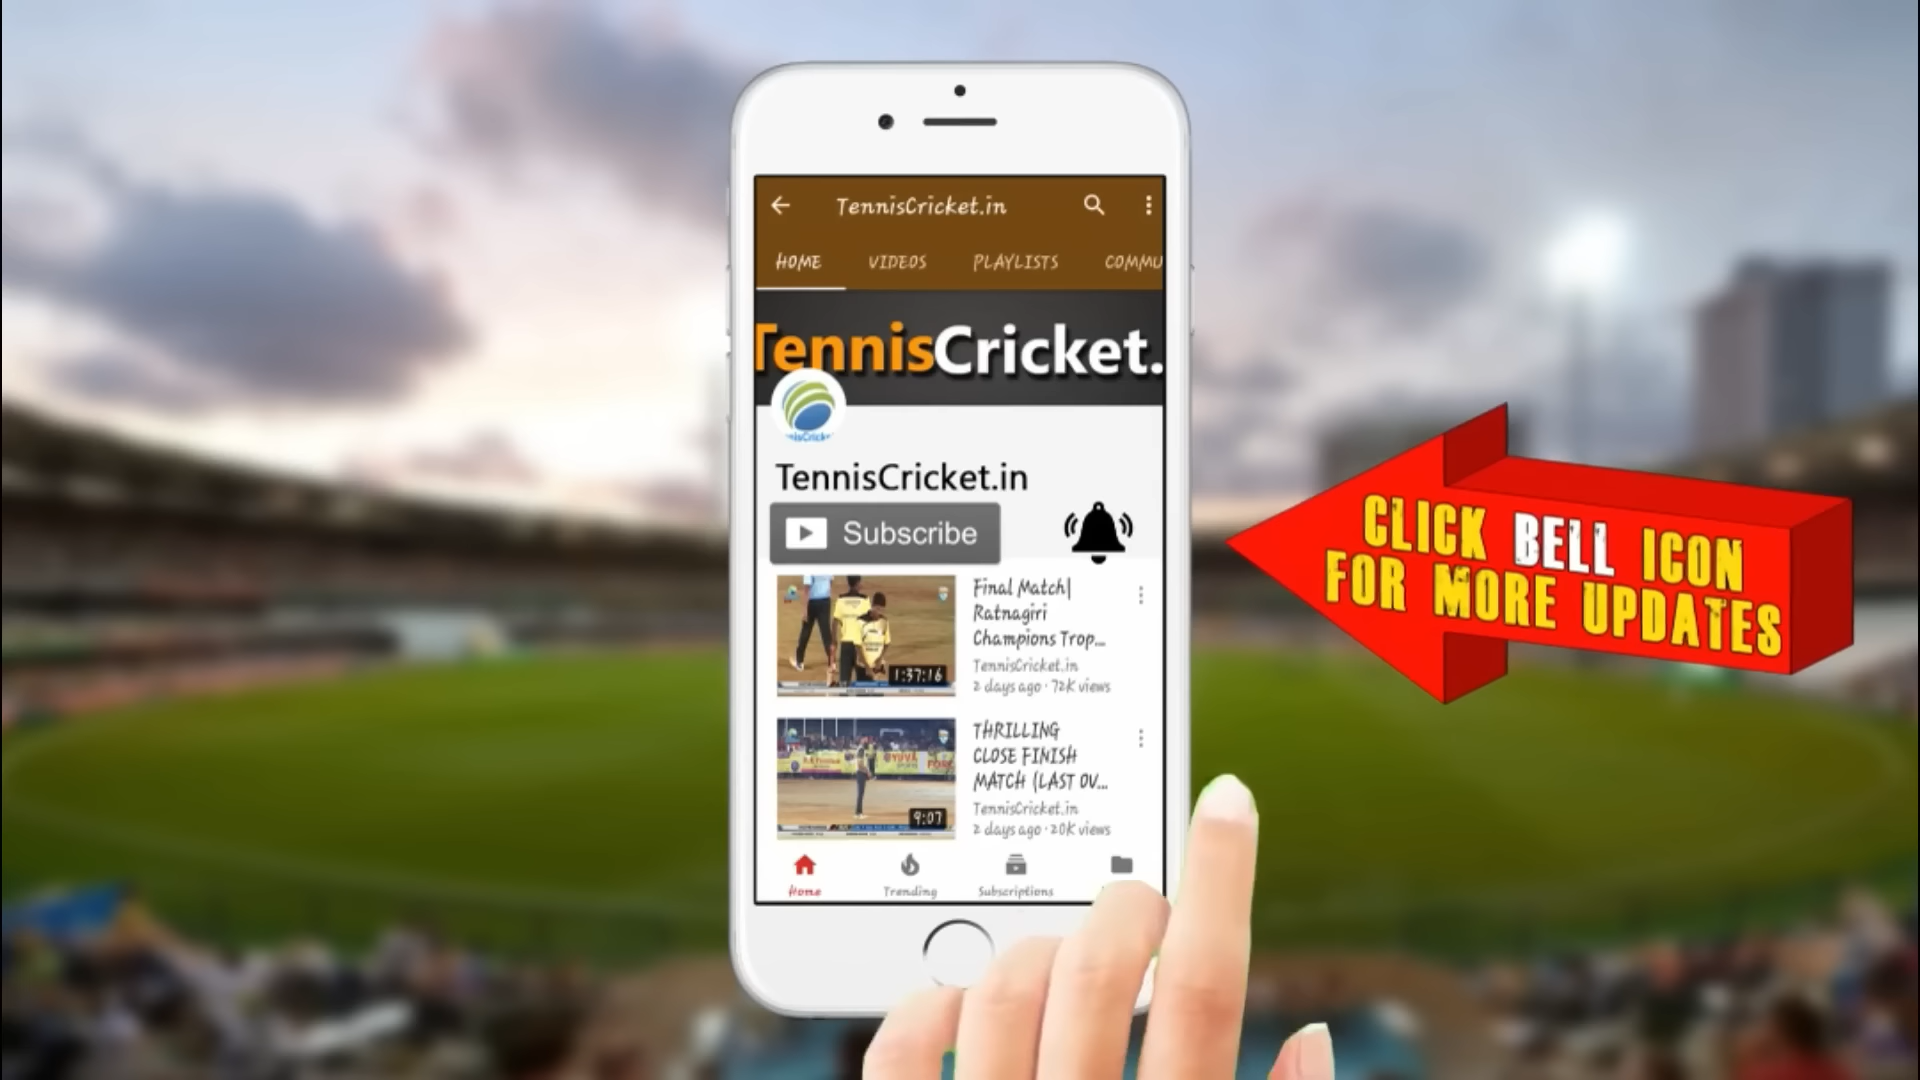 TennisCricket.in
HOME VIDEOS PLAYLISTS COMMU
TennisCricket.
TennisCricket.in
Subscribe
Final Match|
Ratnagiri
Champions Trop...
TennisCricket.in
2 days ago · 72K views
1:37:16
THRILLING
CLOSE FINISH
MATCH (LAST OV...
TennisCricket.in
2 days ago · 20K views
9:07
Home Trending Subscriptions
CLICK BELL ICON
FOR MORE UPDATES